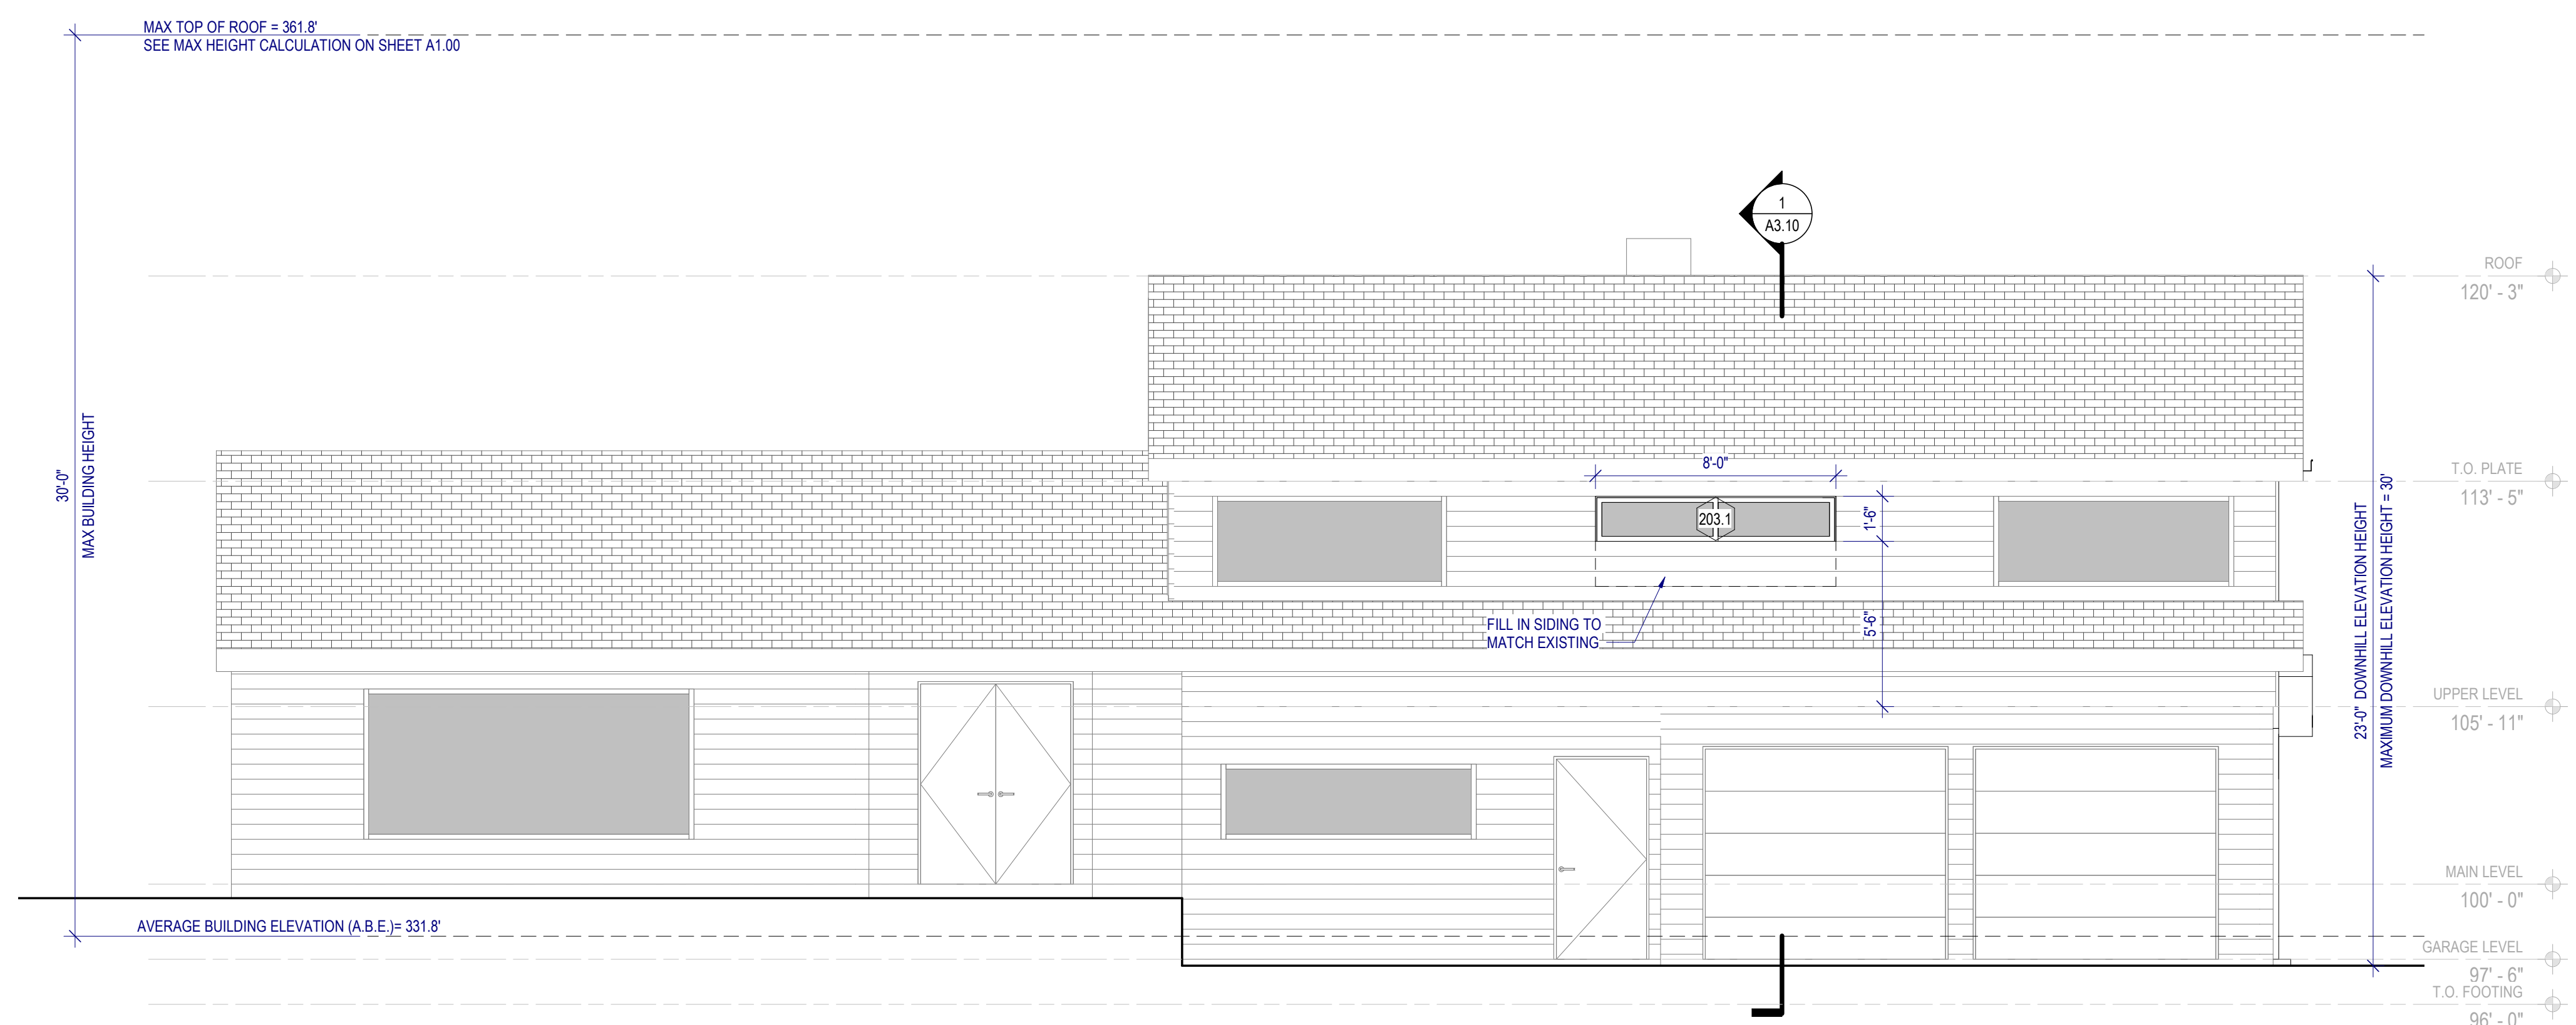 MAX TOP OF ROOF = 361.8'
SEE MAX HEIGHT CALCULATION ON SHEET A1.00
1
A3.10
ROOF
120' - 3"
T.O. PLATE
113' - 5"
8'-0"
203.1
1'-6"
5'-6"
FILL IN SIDING TO
MATCH EXISTING
30'-0"
MAX BUILDING HEIGHT
23'-0" DOWNHILL ELEVATION HEIGHT
MAXIMUM DOWNHILL ELEVATION HEIGHT = 30'
UPPER LEVEL
105' - 11"
MAIN LEVEL
100' - 0"
AVERAGE BUILDING ELEVATION (A.B.E.)= 331.8'
GARAGE LEVEL
97' - 6"
T.O. FOOTING
96' - 0"